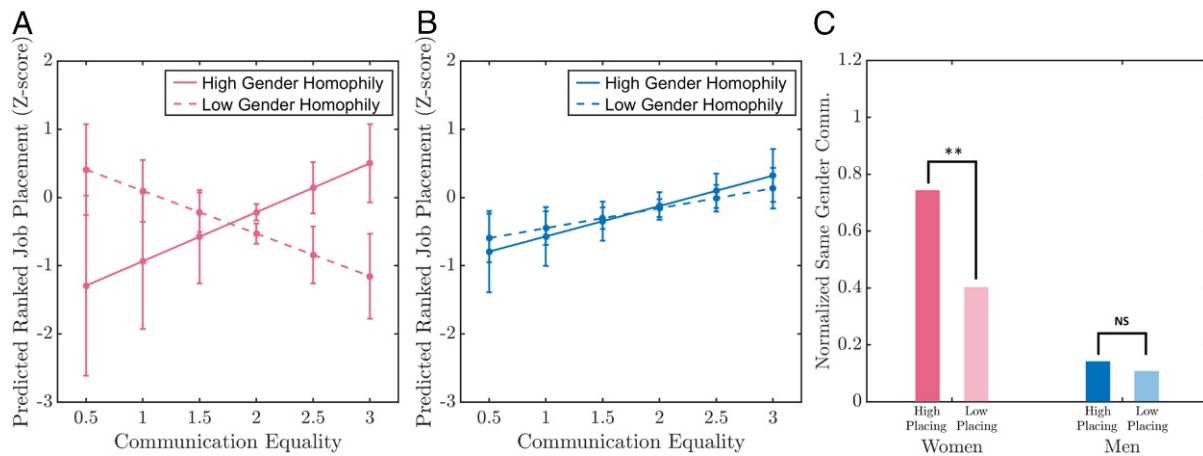 A
Predicted Ranked Job Placement (Z-score)
2
1
0
-1
-2
-3
High Gender Homophily
Low Gender Homophily
0.5 1 1.5 2 2.5 3
Communication Equality
B
Predicted Ranked Job Placement (Z-score)
2
1
0
-1
-2
-3
High Gender Homophily
Low Gender Homophily
0.5 1 1.5 2 2.5 3
Communication Equality
C
Normalized Same Gender Comm.
1.2
1
0.8
0.6
0.4
0.2
0
**
NS
High Low High Low
Placing Placing Placing Placing
Women Men